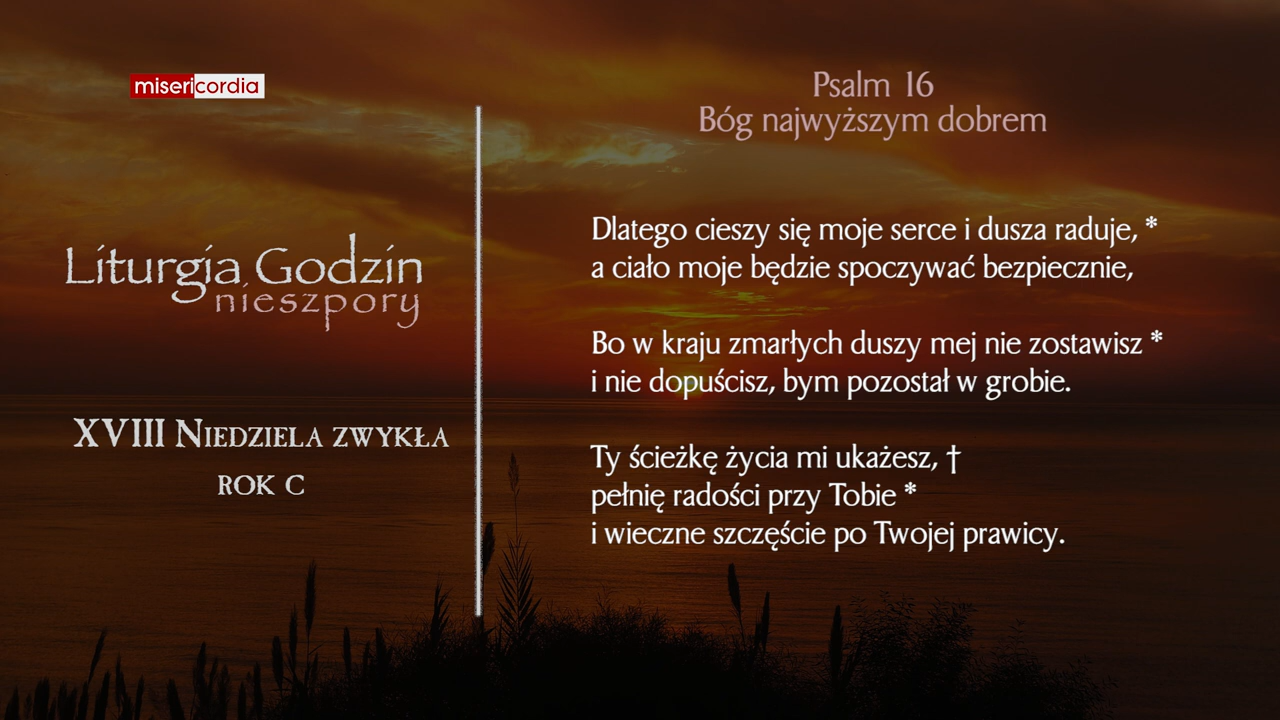 misericordia
Liturgia Godzin
nieszpory
XVIII Niedziela zwykła
rok C
Psalm 16
Bóg najwyższym dobrem
Dlatego cieszy się moje serce i dusza raduje, *
a ciało moje będzie spoczywać bezpiecznie,
Bo w kraju zmarłych duszy mej nie zostawisz *
i nie dopuścisz, bym pozostał w grobie.
Ty ścieżkę życia mi ukażesz, †
pełnię radości przy Tobie *
i wieczne szczęście po Twojej prawicy.